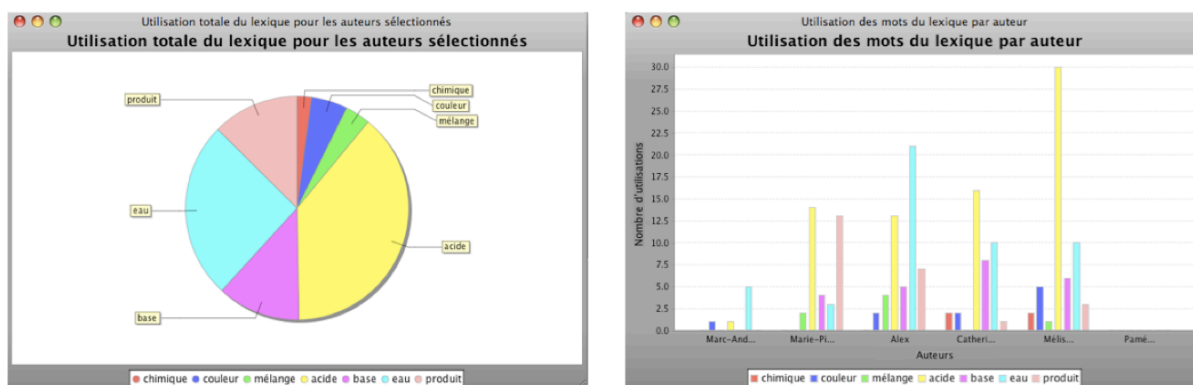 Utilisation totale du lexique pour les auteurs sélectionnés
Utilisation totale du lexique pour les auteurs sélectionnés
chimique
couleur
mélange
produit
eau
acide
base
chimique couleur mélange acide base eau produit
Utilisation des mots du lexique par auteur
Utilisation des mots du lexique par auteur
Nombre d'utilisations
30.0
27.5
25.0
22.5
20.0
17.5
15.0
12.5
10.0
7.5
5.0
2.5
0.0
Marc-And... Marie-Pi... Alex Catheri... Mélis... Pamé...
Auteurs
chimique couleur mélange acide base eau produit